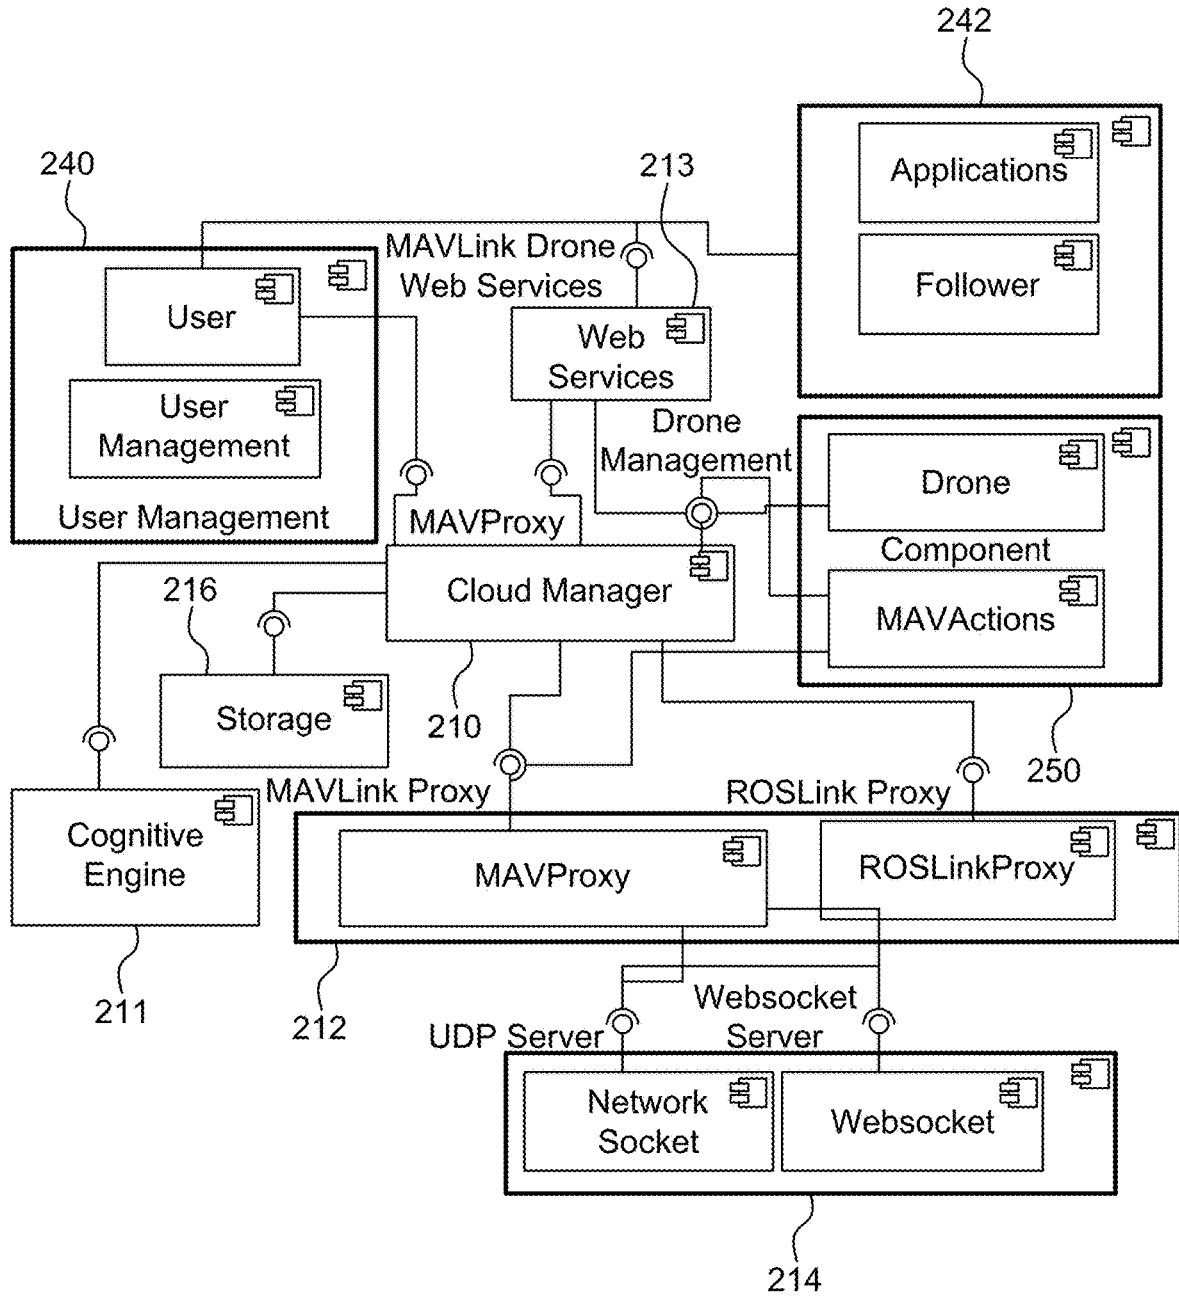 242
240
213
Applications
MAVLink Drone
Web Services
Follower
User
Web
Services
User
Management
User Management
Drone
Management
Drone
MAVProxy
Component
Cloud Manager
MAVActions
216
Storage
210
250
MAVLink Proxy
ROSLink Proxy
Cognitive
Engine
MAVProxy
ROSLinkProxy
211
212
Websocket
Server
UDP Server
Network
Socket
Websocket
214